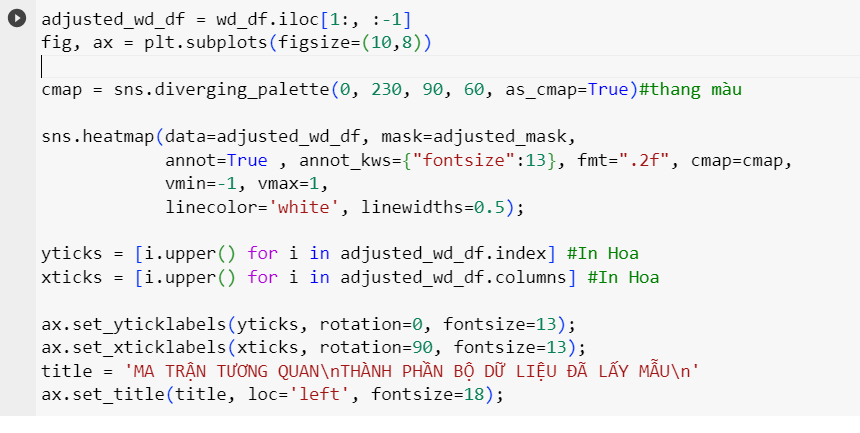 adjusted_wd_df = wd_df.iloc[1:, :-1]
fig, ax = plt.subplots(figsize=(10,8))
cmap = sns.diverging_palette(0, 230, 90, 60, as_cmap=True)#thang màu
sns.heatmap(data=adjusted_wd_df, mask=adjusted_mask,
annot=True , annot_kws={"fontsize":13}, fmt=".2f", cmap=cmap,
vmin=-1, vmax=1,
linecolor='white', linewidths=0.5);
yticks = [i.upper() for i in adjusted_wd_df.index] #In Hoa
xticks = [i.upper() for i in adjusted_wd_df.columns] #In Hoa
ax.set_yticklabels(yticks, rotation=0, fontsize=13);
ax.set_xticklabels(xticks, rotation=90, fontsize=13);
title = 'MA TRẬN TƯƠNG QUAN\nTHÀNH PHẦN BỘ DỮ LIỆU ĐÃ LẤY MẪU\n'
ax.set_title(title, loc='left', fontsize=18);